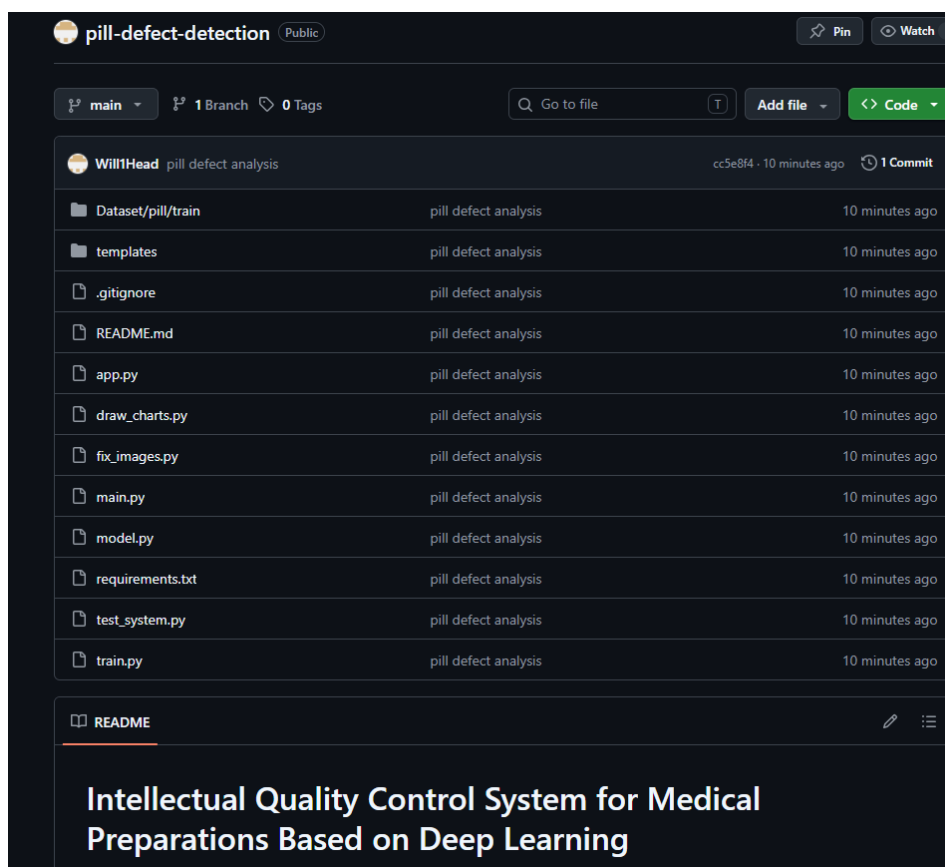 pill-defect-detection Public Pin Watch
main 1 Branch 0 Tags Go to file T Add file Code
Will1Head pill defect analysis cc5e8f4 · 10 minutes ago 1 Commit
Dataset/pill/train pill defect analysis 10 minutes ago
templates pill defect analysis 10 minutes ago
.gitignore pill defect analysis 10 minutes ago
README.md pill defect analysis 10 minutes ago
app.py pill defect analysis 10 minutes ago
draw_charts.py pill defect analysis 10 minutes ago
fix_images.py pill defect analysis 10 minutes ago
main.py pill defect analysis 10 minutes ago
model.py pill defect analysis 10 minutes ago
requirements.txt pill defect analysis 10 minutes ago
test_system.py pill defect analysis 10 minutes ago
train.py pill defect analysis 10 minutes ago
README
Intellectual Quality Control System for Medical
Preparations Based on Deep Learning